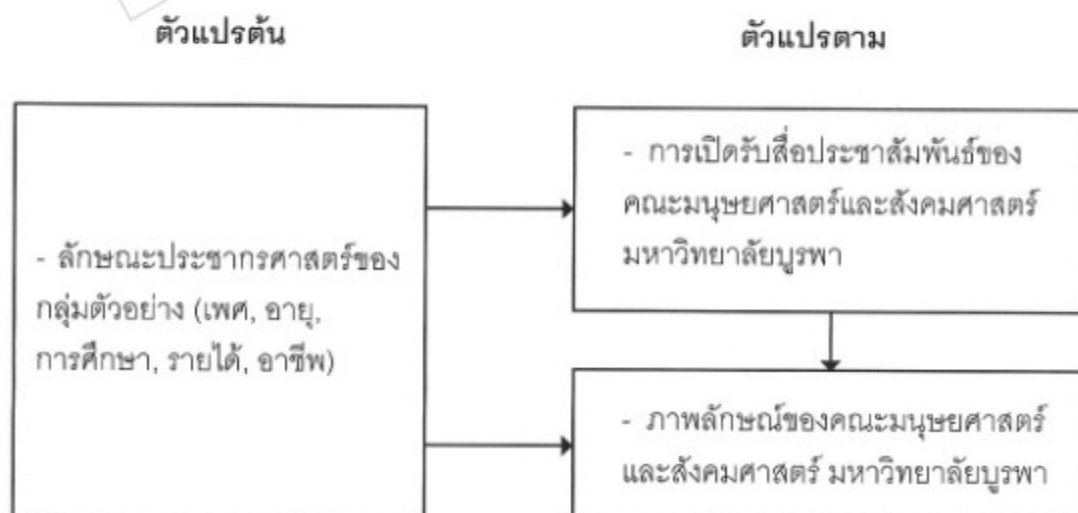 ตัวแปรต้น
ตัวแปรตาม
- ลักษณะประชากรศาสตร์ของ
กลุ่มตัวอย่าง (เพศ, อายุ,
การศึกษา, รายได้, อาชีพ)
- การเปิดรับสื่อประชาสัมพันธ์ของ
คณะมนุษยศาสตร์และสังคมศาสตร์
มหาวิทยาลัยบูรพา
- ภาพลักษณ์ของคณะมนุษยศาสตร์
และสังคมศาสตร์ มหาวิทยาลัยบูรพา